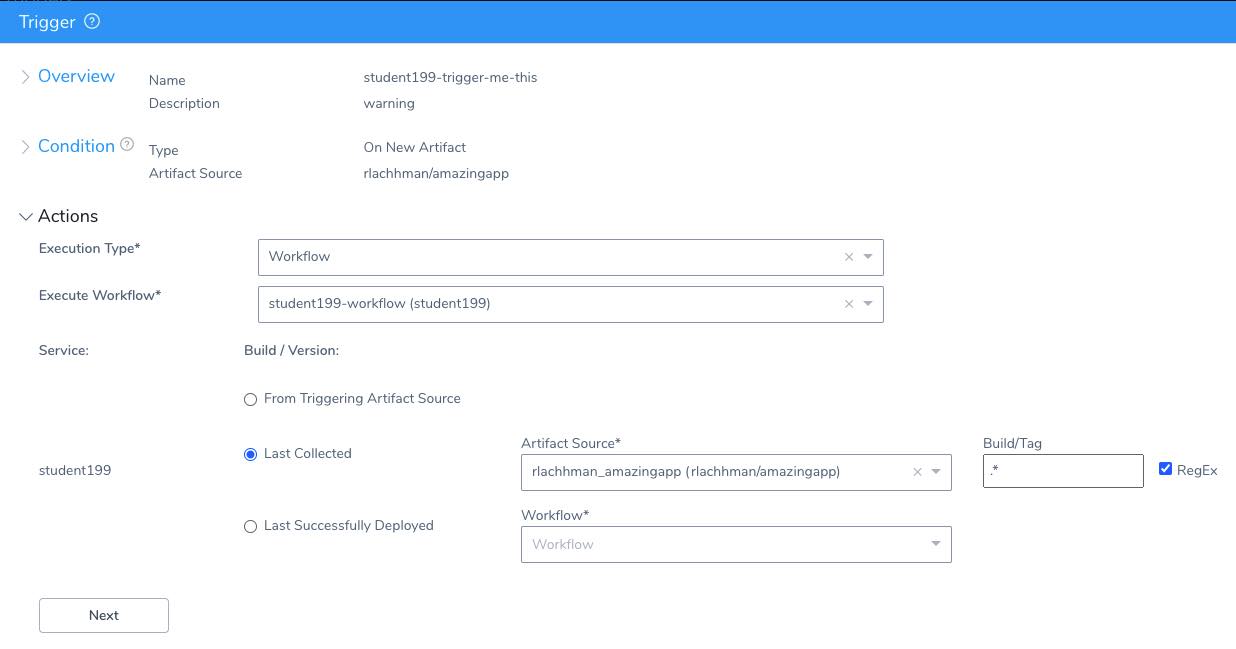 Trigger ?
Overview
Name student199-trigger-me-this
Description warning
Condition ?
Type On New Artifact
Artifact Source rlachhman/amazingapp
Actions
Execution Type* Workflow
Execute Workflow* student199-workflow (student199)
Service: Build / Version:
From Triggering Artifact Source
Artifact Source* Build/Tag
Last Collected
student199 rlachhman_amazingapp (rlachhman/amazingapp) .* RegEx
Workflow*
Last Successfully Deployed
Workflow
Next